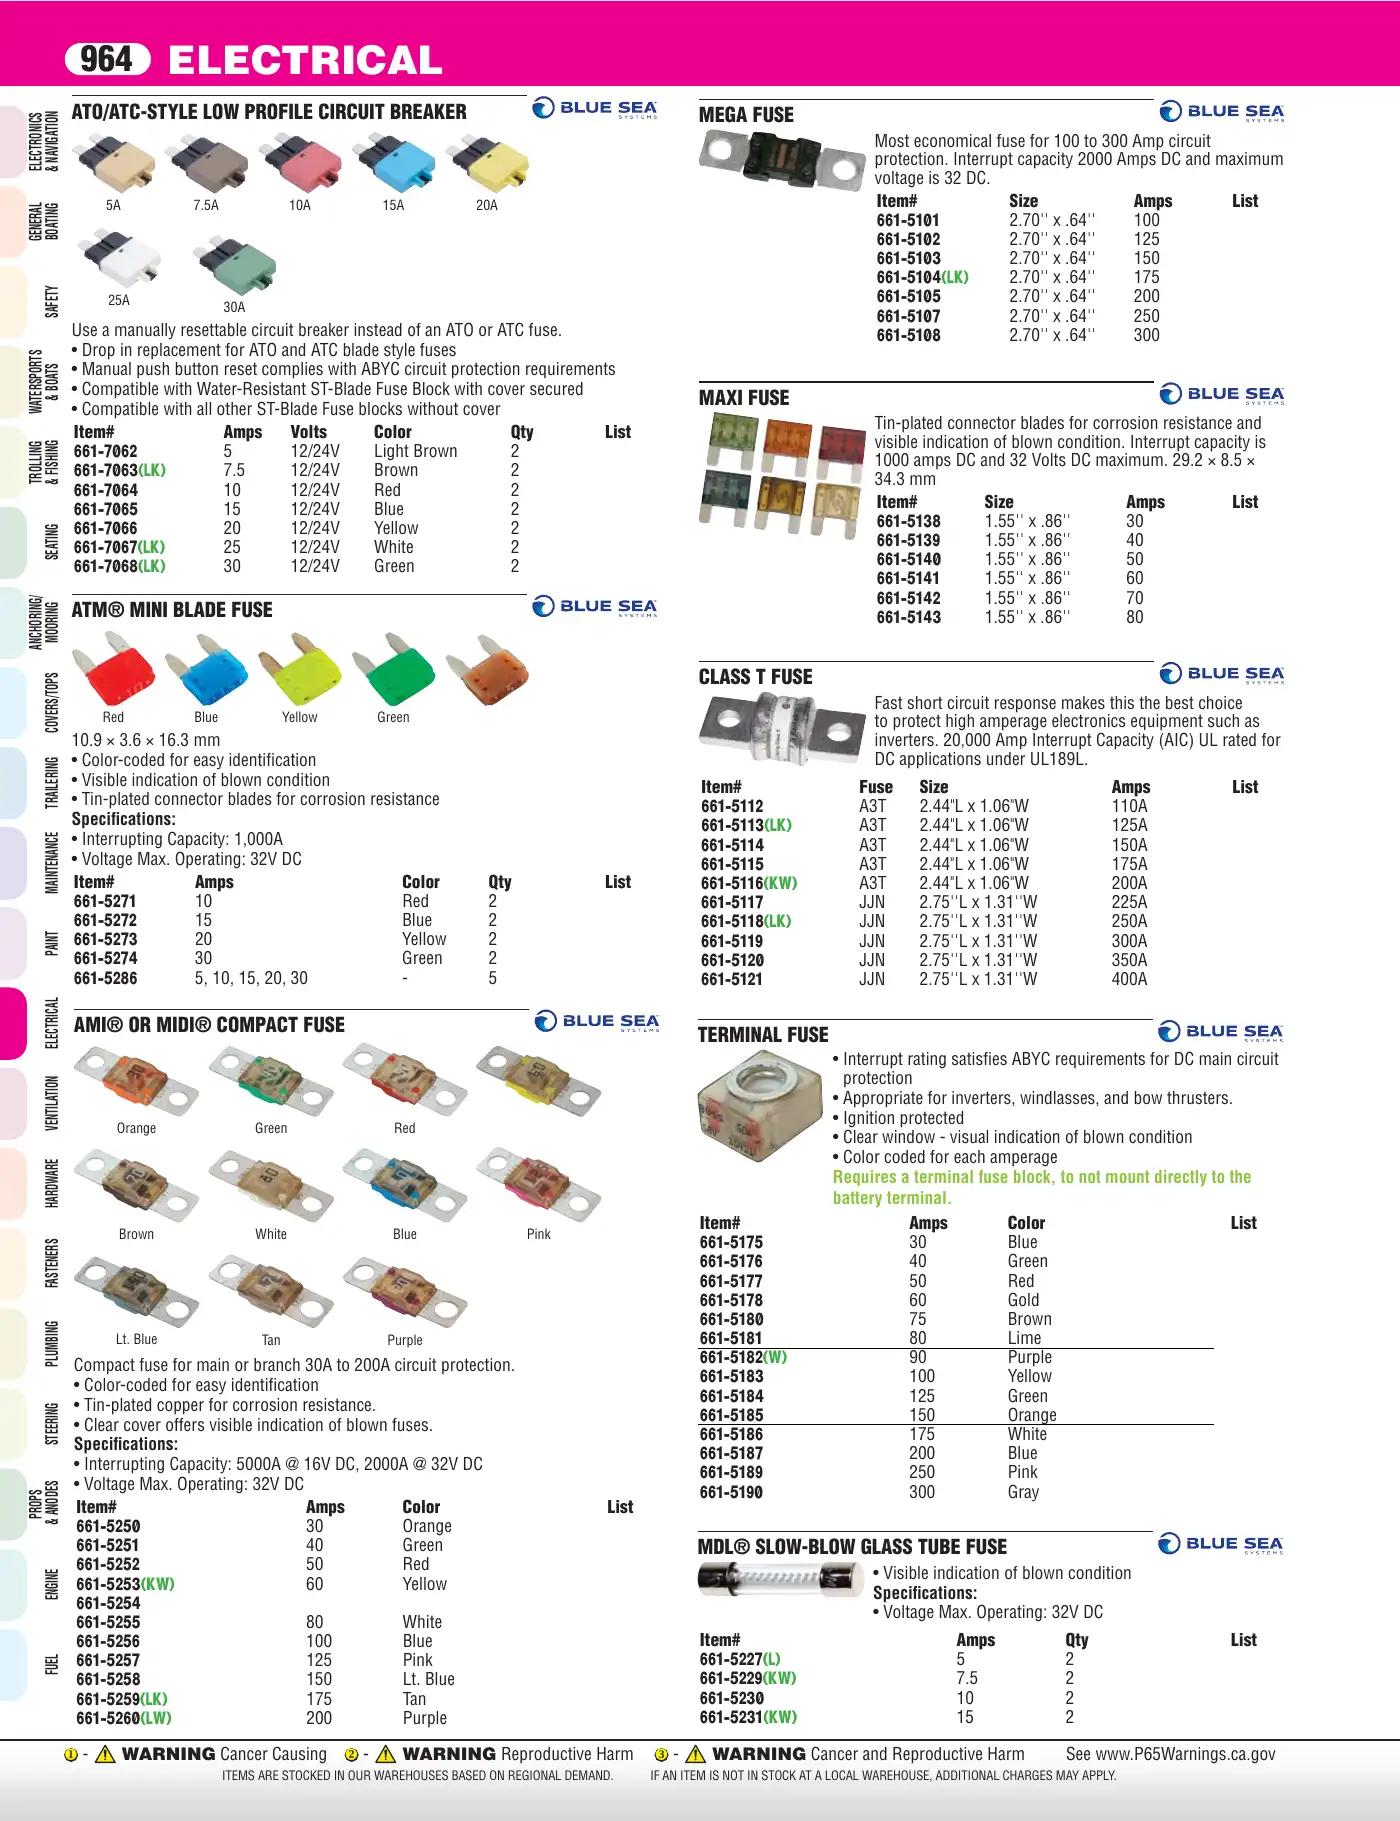 964 ELECTRICAL
ELECTRONICS
& NAVIGATION
GENERAL
BOATING
SAFETY
WATERSPORTS
& BOATS
TROLLING
& FISHING
SEATING
ANCHORING/
MOORING
COVERS/TOPS
TRAILERING
MAINTENANCE
PAINT
ELECTRICAL
VENTILATION
HARDWARE
FASTENERS
PLUMBING
STEERING
PROPS
& ANODES
ENGINE
FUEL
ATO/ATC-STYLE LOW PROFILE CIRCUIT BREAKER
BLUE SEA
SYSTEMS
5A 7.5A 10A 15A 20A
25A 30A
Use a manually resettable circuit breaker instead of an ATO or ATC fuse.
• Drop in replacement for ATO and ATC blade style fuses
• Manual push button reset complies with ABYC circuit protection requirements
• Compatible with Water-Resistant ST-Blade Fuse Block with cover secured
• Compatible with all other ST-Blade Fuse blocks without cover
Item# Amps Volts Color Qty List
661-7062 5 12/24V Light Brown 2
661-7063(LK) 7.5 12/24V Brown 2
661-7064 10 12/24V Red 2
661-7065 15 12/24V Blue 2
661-7066 20 12/24V Yellow 2
661-7067(LK) 25 12/24V White 2
661-7068(LK) 30 12/24V Green 2
ATM® MINI BLADE FUSE
BLUE SEA
SYSTEMS
Red Blue Yellow Green
10.9 × 3.6 × 16.3 mm
• Color-coded for easy identification
• Visible indication of blown condition
• Tin-plated connector blades for corrosion resistance
Specifications:
• Interrupting Capacity: 1,000A
• Voltage Max. Operating: 32V DC
Item# Amps Color Qty List
661-5271 10 Red 2
661-5272 15 Blue 2
661-5273 20 Yellow 2
661-5274 30 Green 2
661-5286 5, 10, 15, 20, 30 - 5
AMI® OR MIDI® COMPACT FUSE
BLUE SEA
SYSTEMS
Orange Green Red
Brown White Blue Pink
Lt. Blue Tan Purple
Compact fuse for main or branch 30A to 200A circuit protection.
• Color-coded for easy identification
• Tin-plated copper for corrosion resistance.
• Clear cover offers visible indication of blown fuses.
Specifications:
• Interrupting Capacity: 5000A @ 16V DC, 2000A @ 32V DC
• Voltage Max. Operating: 32V DC
Item# Amps Color List
661-5250 30 Orange
661-5251 40 Green
661-5252 50 Red
661-5253(KW) 60 Yellow
661-5254
661-5255 80 White
661-5256 100 Blue
661-5257 125 Pink
661-5258 150 Lt. Blue
661-5259(LK) 175 Tan
661-5260(LW) 200 Purple
MEGA FUSE
BLUE SEA
SYSTEMS
Most economical fuse for 100 to 300 Amp circuit
protection. Interrupt capacity 2000 Amps DC and maximum
voltage is 32 DC.
Item# Size Amps List
661-5101 2.70'' x .64'' 100
661-5102 2.70'' x .64'' 125
661-5103 2.70'' x .64'' 150
661-5104(LK) 2.70'' x .64'' 175
661-5105 2.70'' x .64'' 200
661-5107 2.70'' x .64'' 250
661-5108 2.70'' x .64'' 300
MAXI FUSE
BLUE SEA
SYSTEMS
Tin-plated connector blades for corrosion resistance and
visible indication of blown condition. Interrupt capacity is
1000 amps DC and 32 Volts DC maximum. 29.2 × 8.5 ×
34.3 mm
Item# Size Amps List
661-5138 1.55'' x .86'' 30
661-5139 1.55'' x .86'' 40
661-5140 1.55'' x .86'' 50
661-5141 1.55'' x .86'' 60
661-5142 1.55'' x .86'' 70
661-5143 1.55'' x .86'' 80
CLASS T FUSE
BLUE SEA
SYSTEMS
Fast short circuit response makes this the best choice
to protect high amperage electronics equipment such as
inverters. 20,000 Amp Interrupt Capacity (AIC) UL rated for
DC applications under UL189L.
Item# Fuse Size Amps List
661-5112 A3T 2.44"L x 1.06"W 110A
661-5113(LK) A3T 2.44"L x 1.06"W 125A
661-5114 A3T 2.44"L x 1.06"W 150A
661-5115 A3T 2.44"L x 1.06"W 175A
661-5116(KW) A3T 2.44"L x 1.06"W 200A
661-5117 JJN 2.75''L x 1.31''W 225A
661-5118(LK) JJN 2.75''L x 1.31''W 250A
661-5119 JJN 2.75''L x 1.31''W 300A
661-5120 JJN 2.75''L x 1.31''W 350A
661-5121 JJN 2.75''L x 1.31''W 400A
TERMINAL FUSE
BLUE SEA
SYSTEMS
• Interrupt rating satisfies ABYC requirements for DC main circuit
protection
• Appropriate for inverters, windlasses, and bow thrusters.
• Ignition protected
• Clear window - visual indication of blown condition
• Color coded for each amperage
Requires a terminal fuse block, to not mount directly to the
battery terminal.
Item# Amps Color List
661-5175 30 Blue
661-5176 40 Green
661-5177 50 Red
661-5178 60 Gold
661-5180 75 Brown
661-5181 80 Lime
661-5182(W) 90 Purple
661-5183 100 Yellow
661-5184 125 Green
661-5185 150 Orange
661-5186 175 White
661-5187 200 Blue
661-5189 250 Pink
661-5190 300 Gray
MDL® SLOW-BLOW GLASS TUBE FUSE
BLUE SEA
SYSTEMS
• Visible indication of blown condition
Specifications:
• Voltage Max. Operating: 32V DC
Item# Amps Qty List
661-5227(L) 5 2
661-5229(KW) 7.5 2
661-5230 10 2
661-5231(KW) 15 2
1 - WARNING Cancer Causing 2 - WARNING Reproductive Harm 3 - WARNING Cancer and Reproductive Harm See www.P65Warnings.ca.gov
ITEMS ARE STOCKED IN OUR WAREHOUSES BASED ON REGIONAL DEMAND. IF AN ITEM IS NOT IN STOCK AT A LOCAL WAREHOUSE, ADDITIONAL CHARGES MAY APPLY.